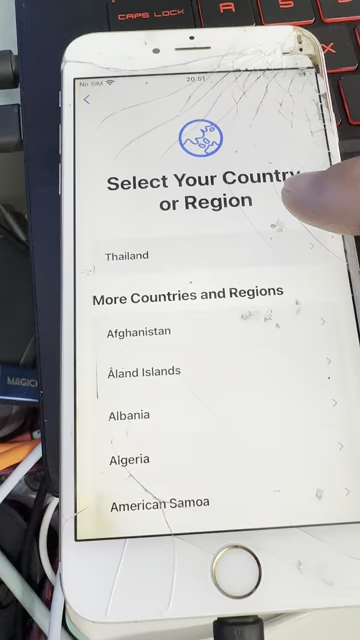 CAPS LOCK
A
S
X
No SIM
20:51
Select Your Country
or Region
Thailand
More Countries and Regions
Afghanistan
Åland Islands
Albania
Algeria
American Samoa